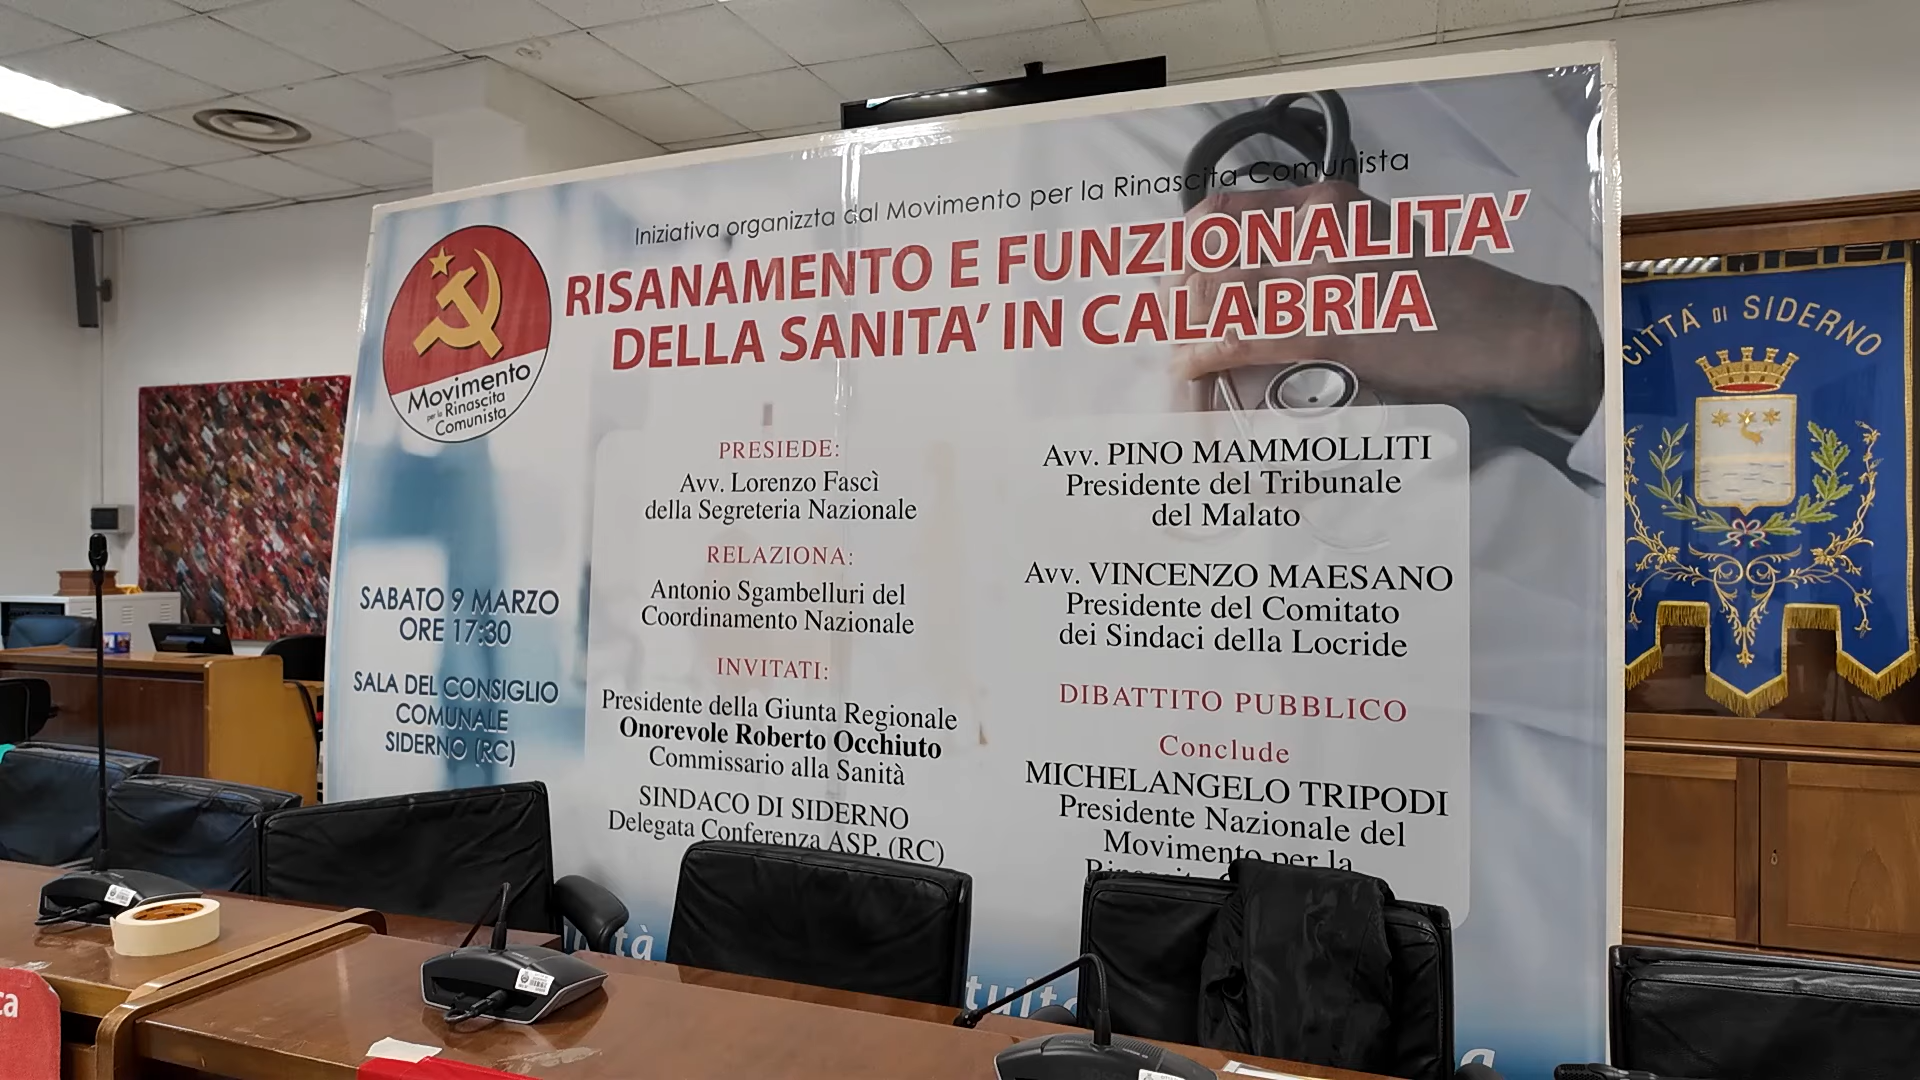 Iniziativa organizzta dal Movimento per la Rinascita Comunista
RISANAMENTO E FUNZIONALITA'
DELLA SANITA' IN CALABRIA
Movimento
per la Rinascita
Comunista
SABATO 9 MARZO
ORE 17:30
SALA DEL CONSIGLIO
COMUNALE
SIDERNO (RC)
PRESIEDE:
Avv. Lorenzo Fascì
della Segreteria Nazionale
RELAZIONA:
Antonio Sgambelluri del
Coordinamento Nazionale
INVITATI:
Presidente della Giunta Regionale
Onorevole Roberto Occhiuto
Commissario alla Sanità
SINDACO DI SIDERNO
Delegata Conferenza ASP. (RC)
Avv. PINO MAMMOLLITI
Presidente del Tribunale
del Malato
Avv. VINCENZO MAESANO
Presidente del Comitato
dei Sindaci della Locride
DIBATTITO PUBBLICO
Conclude
MICHELANGELO TRIPODI
Presidente Nazionale del
Movimento per la
CITTÁ DI SIDERNO